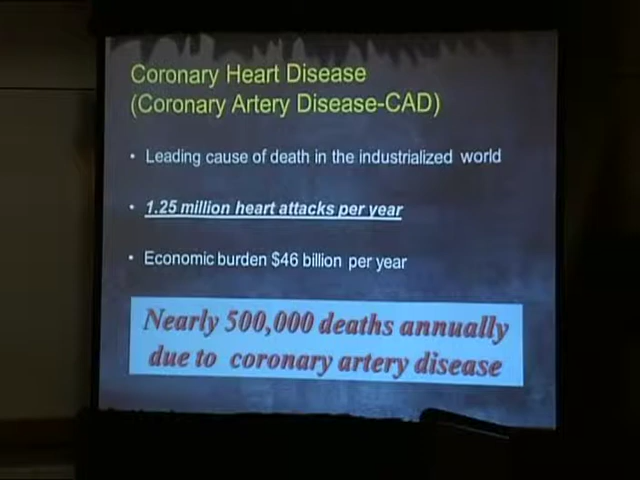 Coronary Heart Disease
(Coronary Artery Disease-CAD)
• Leading cause of death in the industrialized world
• 1.25 million heart attacks per year
• Economic burden $46 billion per year
Nearly 500,000 deaths annually
due to coronary artery disease